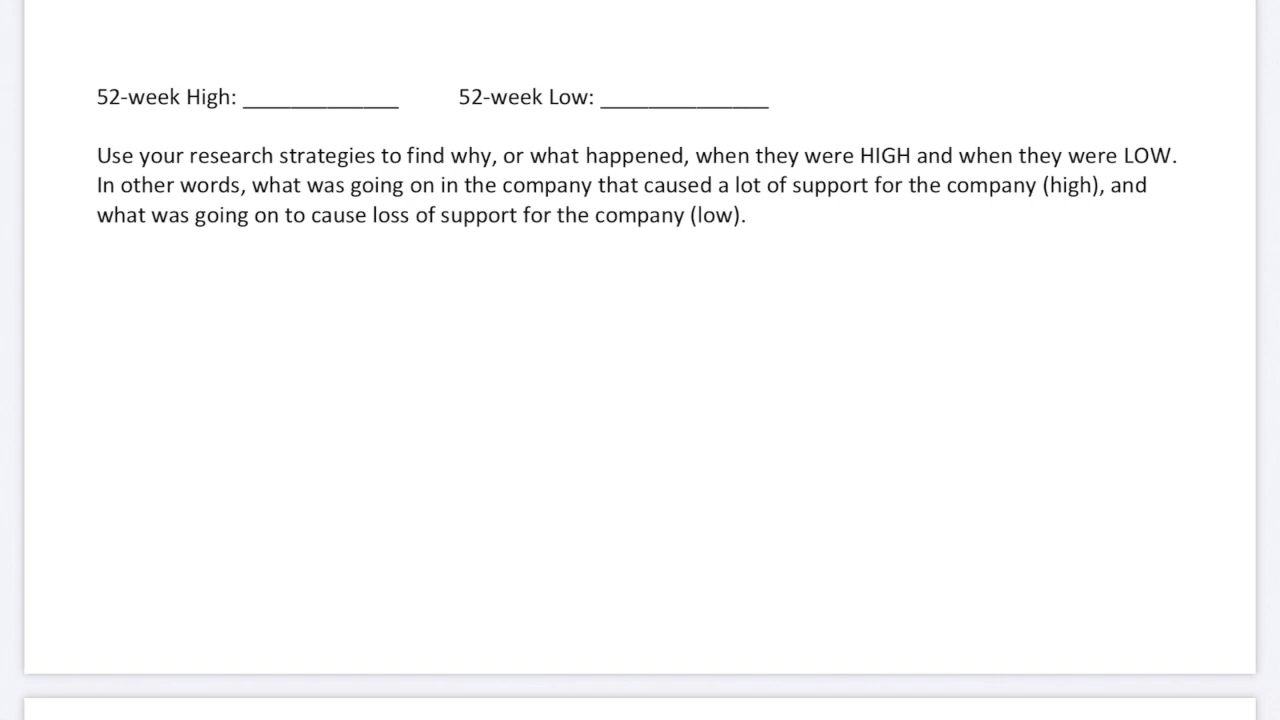 52-week High: _____________ 52-week Low: ______________
Use your research strategies to find why, or what happened, when they were HIGH and when they were LOW.
In other words, what was going on in the company that caused a lot of support for the company (high), and
what was going on to cause loss of support for the company (low).